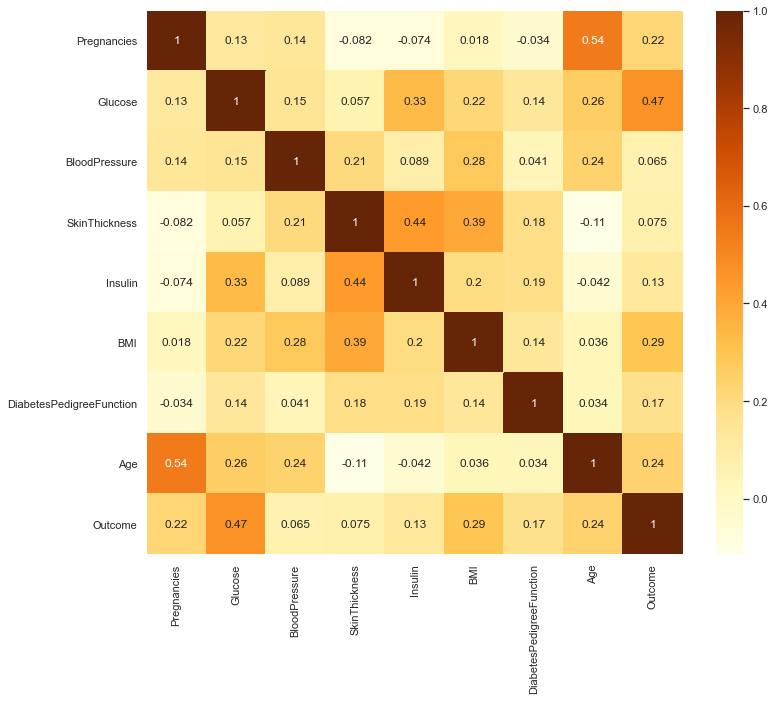 1.0
Pregnancies 1 0.13 0.14 -0.082 -0.074 0.018 -0.034 0.54 0.22
Glucose 0.13 1 0.15 0.057 0.33 0.22 0.14 0.26 0.47
0.8
BloodPressure 0.14 0.15 1 0.21 0.089 0.28 0.041 0.24 0.065
0.6
SkinThickness -0.082 0.057 0.21 1 0.44 0.39 0.18 -0.11 0.075
Insulin -0.074 0.33 0.089 0.44 1 0.2 0.19 -0.042 0.13
0.4
BMI 0.018 0.22 0.28 0.39 0.2 1 0.14 0.036 0.29
DiabetesPedigreeFunction -0.034 0.14 0.041 0.18 0.19 0.14 1 0.034 0.17
0.2
Age 0.54 0.26 0.24 -0.11 -0.042 0.036 0.034 1 0.24
0.0
Outcome 0.22 0.47 0.065 0.075 0.13 0.29 0.17 0.24 1
Pregnancies
Glucose
BloodPressure
SkinThickness
Insulin
BMI
DiabetesPedigreeFunction
Age
Outcome